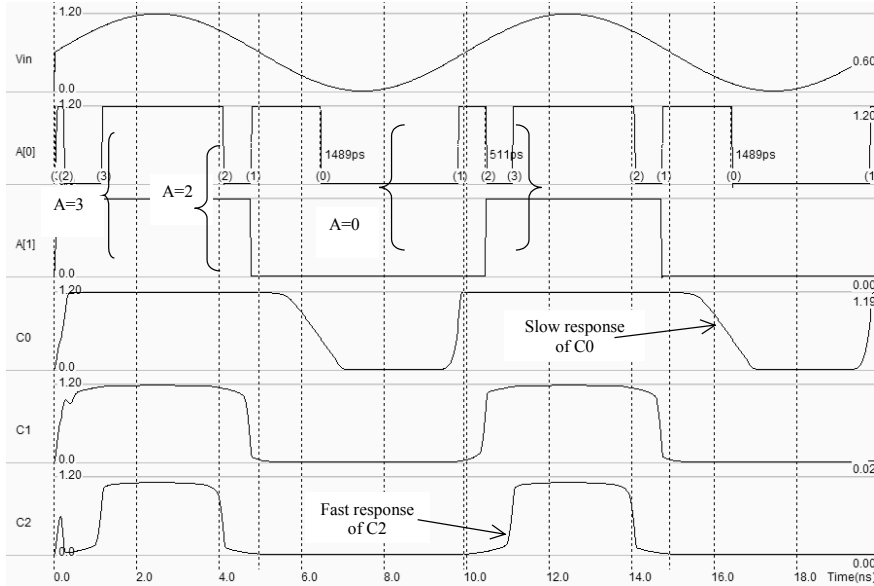 1.20
Vin
0.60
0.0
1.20
1.20
A[0]
1489ps
511ps
1489ps
(2)
(3)
(2)
(1)
(0)
(1)
(2)
(3)
(2)
(1)
(0)
(1
A=3
A=2
A=0
A[1]
0.0
0.00
1.20
1.19
C0
Slow response
of C0
0.0
1.20
C1
0.0
0.02
1.20
C2
Fast response
of C2
0.0
0.00
0.0
2.0
4.0
6.0
8.0
10.0
12.0
14.0
16.0
18.0
Time(ns)